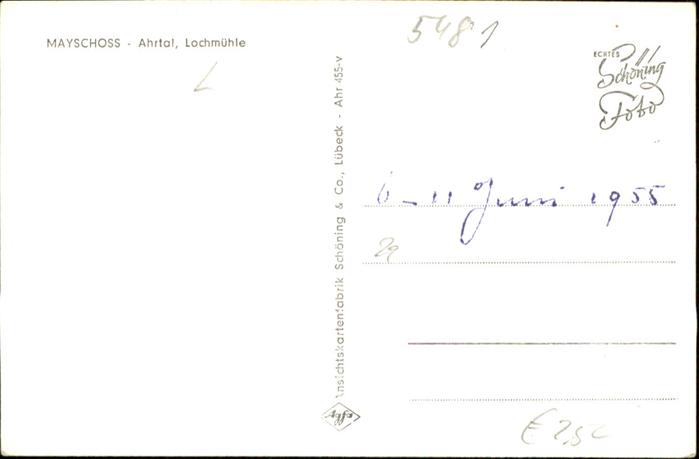 MAYSCHOSS - Ahrtal, Lochmühle
L
5481
ECHTES
Schöning
Foto
Ansichtskartenfabrik Schöning & Co., Lübeck - Ahr 455-v
6 - 11 Juni 1955
Agfa
€ 2,50